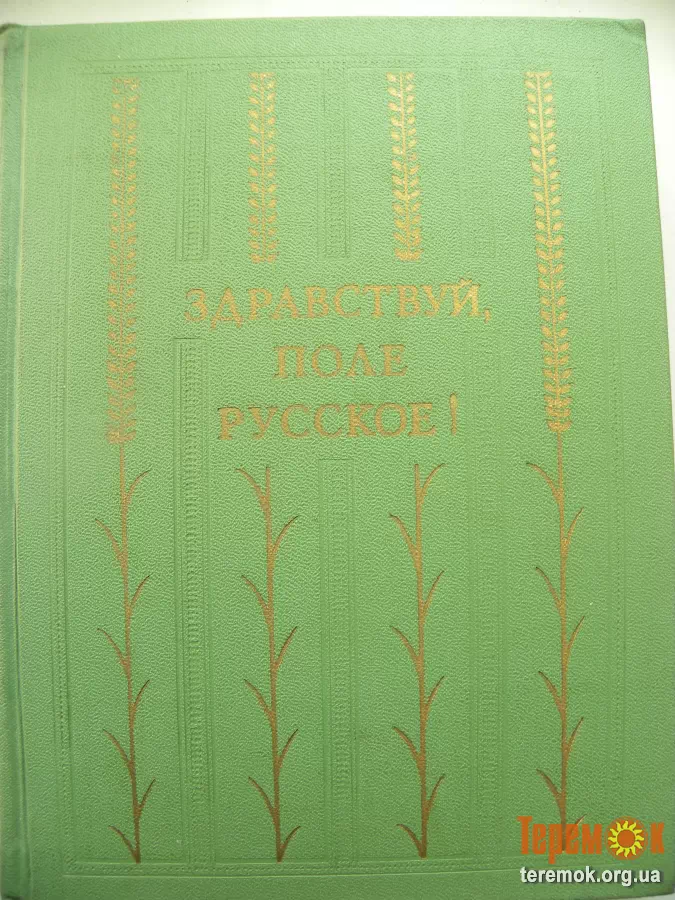 ЗДРАВСТВУЙ,
ПОЛЕ
РУССКОЕ!
Теремок
teremok.org.ua